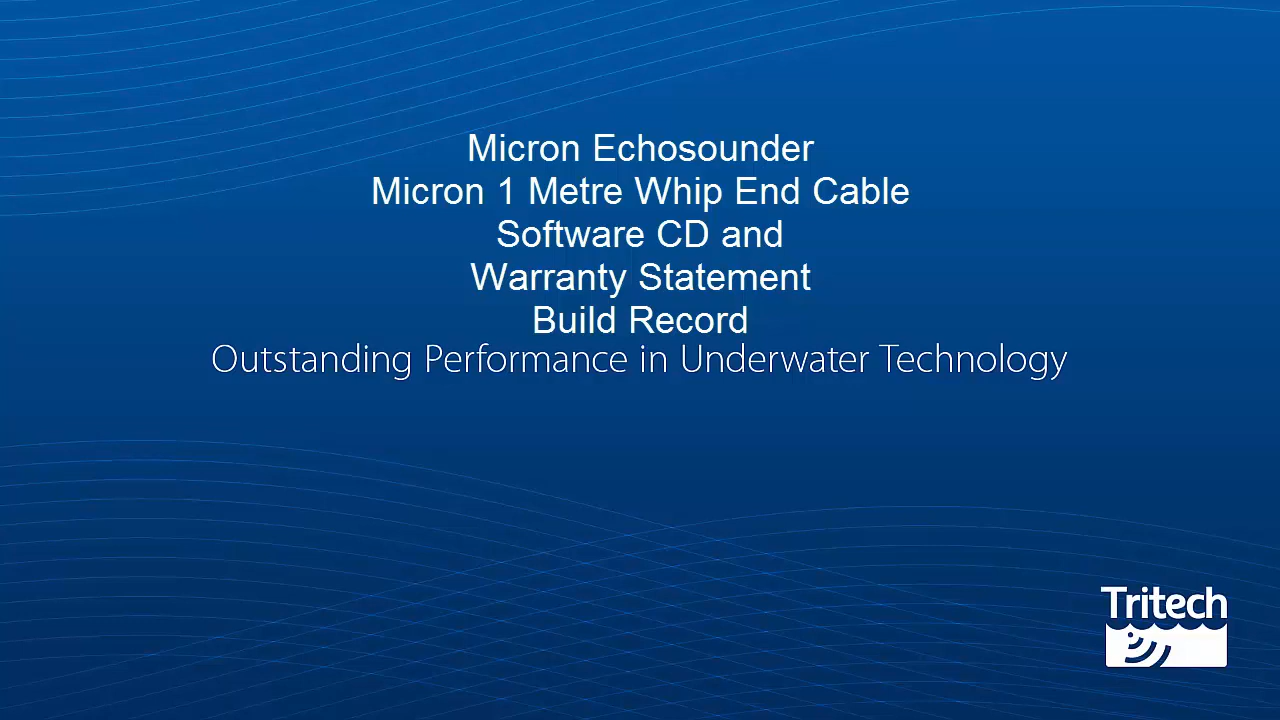 Micron Echosounder
Micron 1 Metre Whip End Cable
Software CD and
Warranty Statement
Build Record
Outstanding Performance in Underwater Technology
Tritech